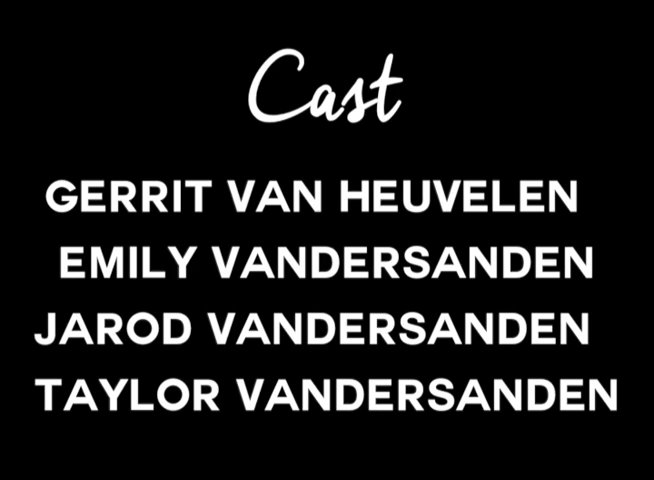 Cast
GERRIT VAN HEUVELEN
EMILY VANDERSANDEN
JAROD VANDERSANDEN
TAYLOR VANDERSANDEN